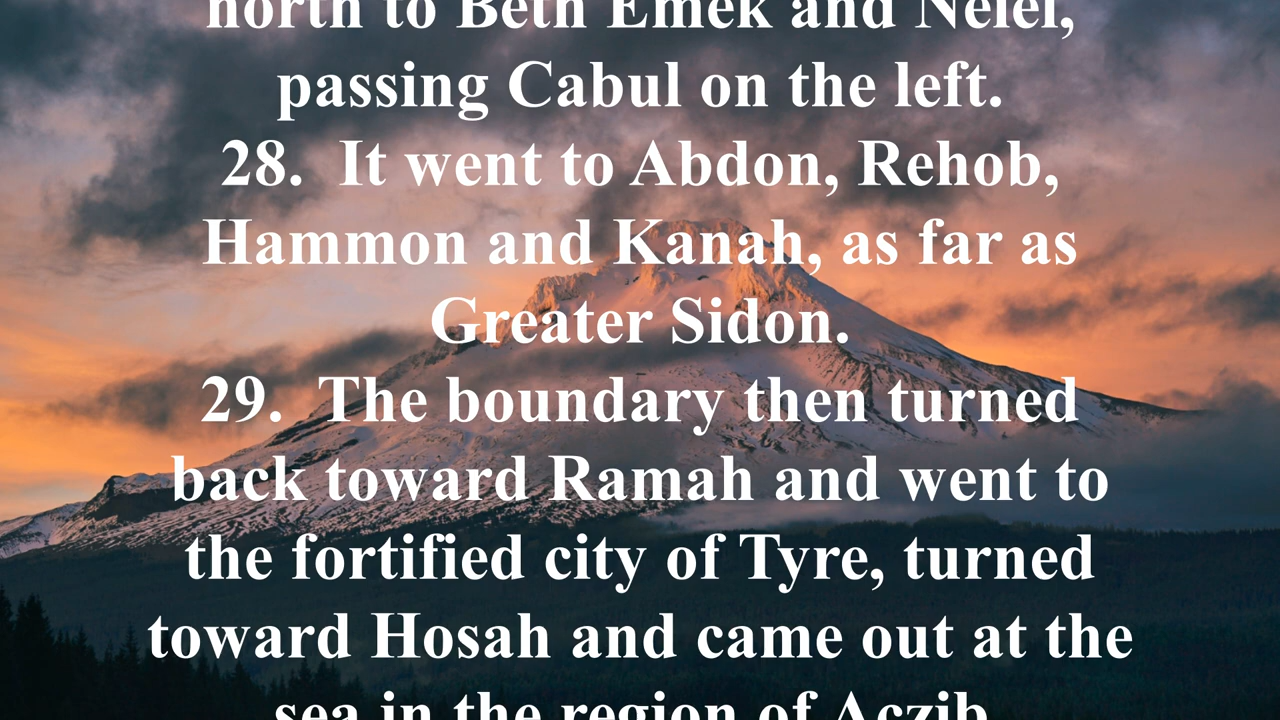 north to Beth Emek and Neiel,
passing Cabul on the left.
28. It went to Abdon, Rehob,
Hammon and Kanah, as far as
Greater Sidon.
29. The boundary then turned
back toward Ramah and went to
the fortified city of Tyre, turned
toward Hosah and came out at the
sea in the region of Aczib